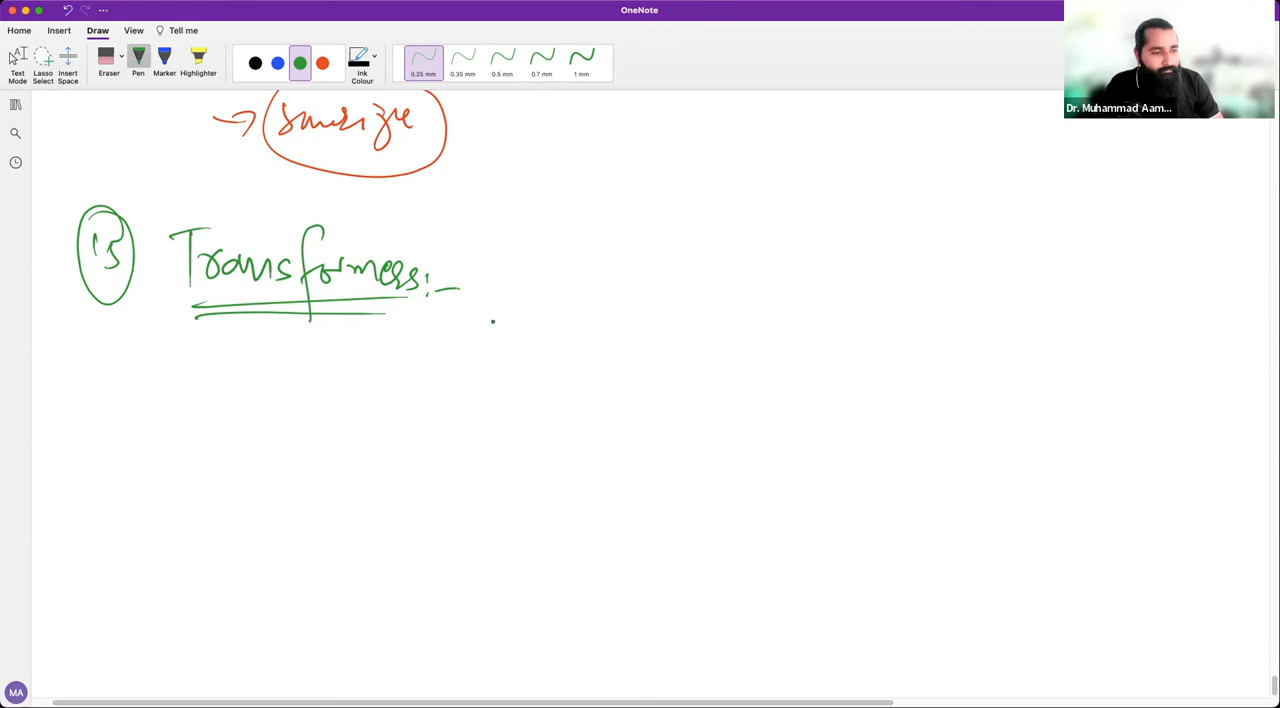 OneNote
Home Insert Draw View Tell me
Text Mode Lasso Select Insert Space Eraser Pen Marker Highlighter Ink Colour 0.25 mm 0.35 mm 0.5 mm 0.7 mm 1 mm
Dr. Muhammad Aam...
→
15 Transformers:-
MA